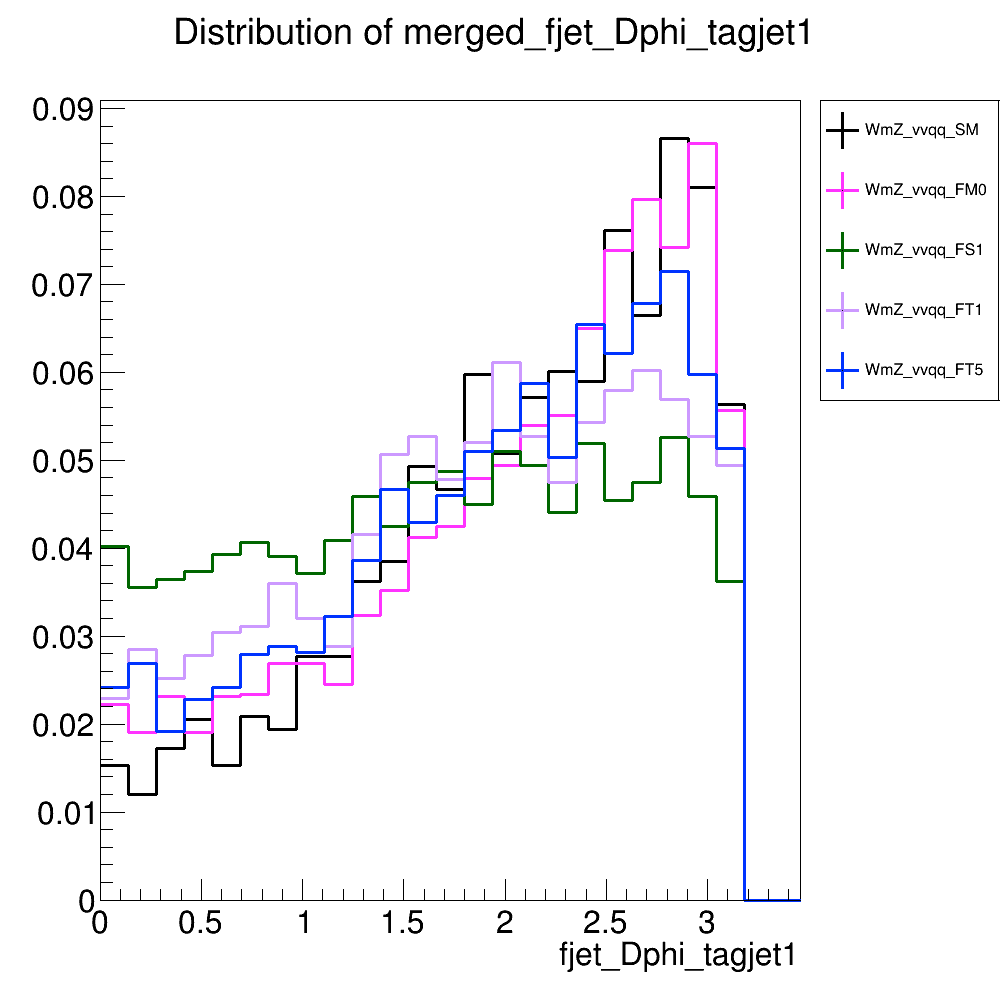 Distribution of merged_fjet_Dphi_tagjet1
0.09
0.08
0.07
0.06
0.05
0.04
0.03
0.02
0.01
0
0 0.5 1 1.5 2 2.5 3
fjet_Dphi_tagjet1
WmZ_vvqq_SM
WmZ_vvqq_FM0
WmZ_vvqq_FS1
WmZ_vvqq_FT1
WmZ_vvqq_FT5